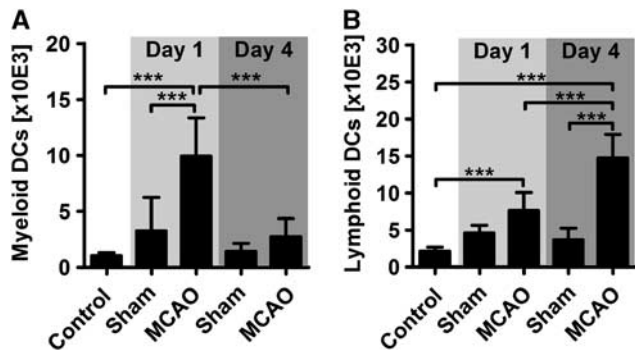 A
Myeloid DCs [x10E3]
20
15
10
5
0
Day 1
Day 4
***
***
***
Control
Sham
MCAO
Sham
MCAO
B
Lymphoid DCs [x10E3]
30
25
20
15
10
5
0
Day 1
Day 4
***
***
***
***
Control
Sham
MCAO
Sham
MCAO